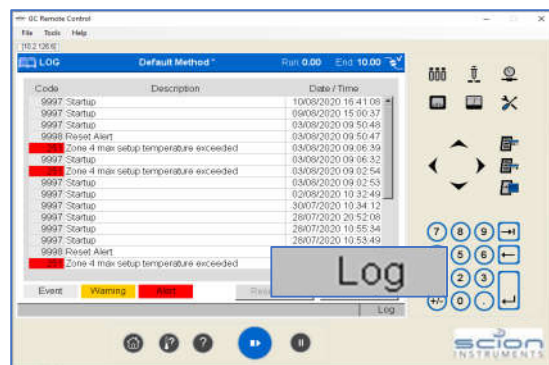 GC Remote Control
File Tools Help
LOG Default Method * Run 0.00 End 10.00
Code Description Date / Time
9997 Startup 10/08/2020 16:41:08
9997 Startup 09/08/2020 15:00:37
9997 Startup 03/08/2020 09:50:48
9998 Reset Alert 03/08/2020 09:50:47
Zone 4 max setup temperature exceeded 03/08/2020 09:06:39
9997 Startup 03/08/2020 09:06:32
Zone 4 max setup temperature exceeded 03/08/2020 09:02:54
9997 Startup 03/08/2020 09:02:53
9997 Startup 02/08/2020 10:32:49
9997 Startup 30/07/2020 10:34:12
9997 Startup 28/07/2020 20:52:08
9997 Startup 28/07/2020 10:55:34
9997 Startup 28/07/2020 10:53:49
9998 Reset Alert
Zone 4 max setup temperature exceeded
Event Warning Alert
Log
Log
7 8 9
5 6
2 3
+/- 0 .
scion
INSTRUMENTS